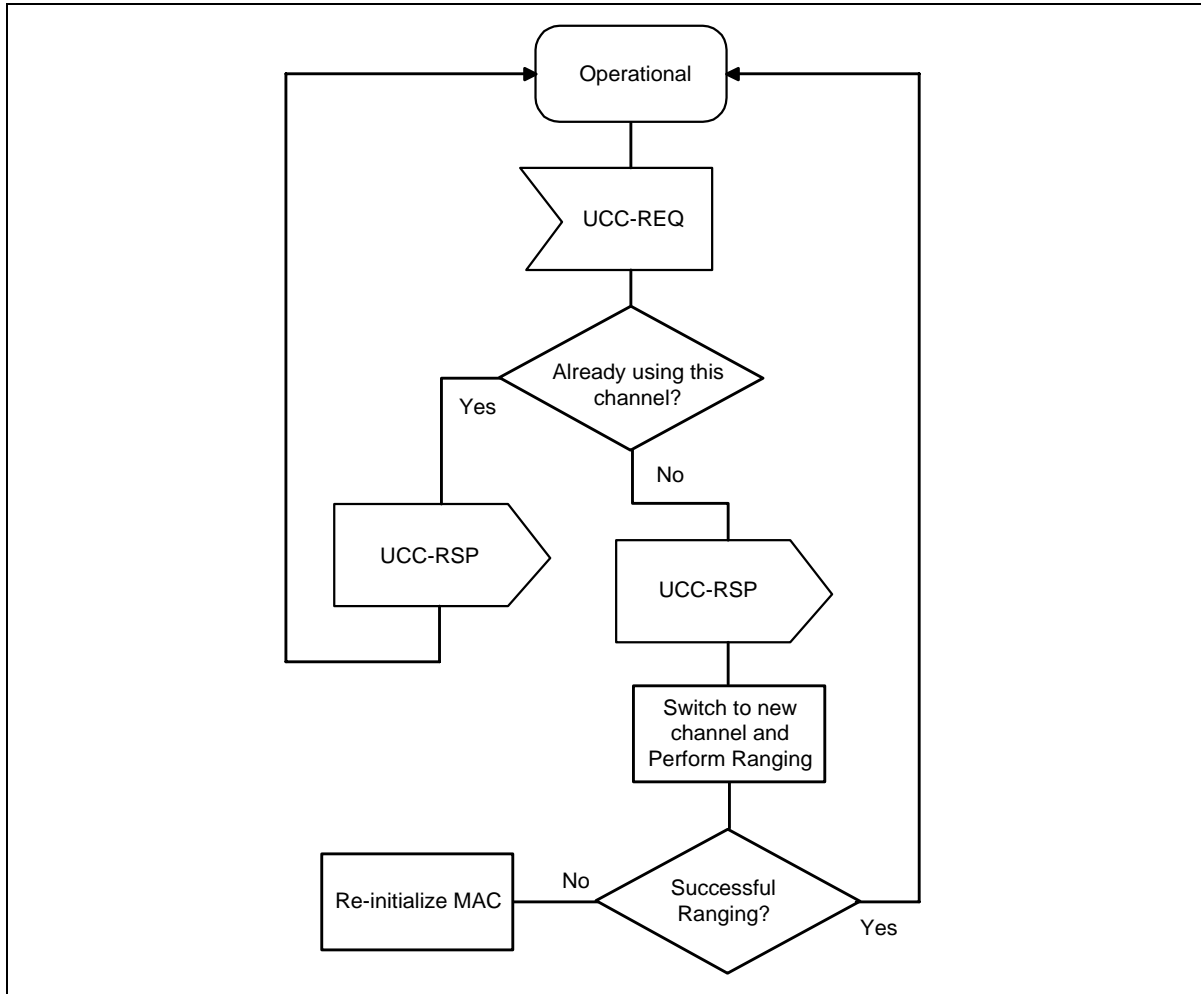 Operational
UCC-REQ
Already using this
channel?
Yes
No
UCC-RSP
UCC-RSP
Switch to new
channel and
Perform Ranging
No
Successful
Ranging?
Re-initialize MAC
Yes